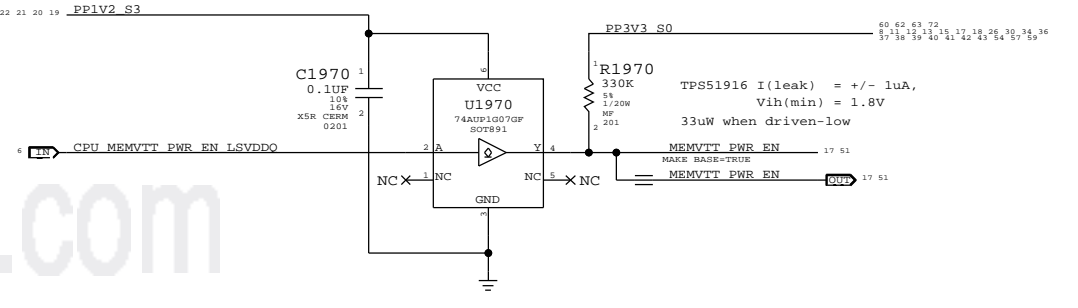 22 21 20 19 PP1V2_S3
PP3V3_S0
60 62 63 72
8 11 12 13 15 17 18 26 30 34 36
37 38 39 40 41 42 43 54 57 59
C1970 1
0.1UF
10%
16V
X5R CERM 2
0201
6
VCC
U1970
74AUP1G07GF
SOT891
1
R1970
330K
5%
1/20W
MF
201
2
TPS51916 I(leak) = +/- 1uA,
Vih(min) = 1.8V
33uW when driven-low
6 IN CPU_MEMVTT_PWR_EN_LSVDDQ 2 A
Y 4 MEMVTT_PWR_EN 17 51
MAKE_BASE=TRUE
NC 1 NC
NC 5 NC
MEMVTT_PWR_EN OUT 17 51
GND
3
.com